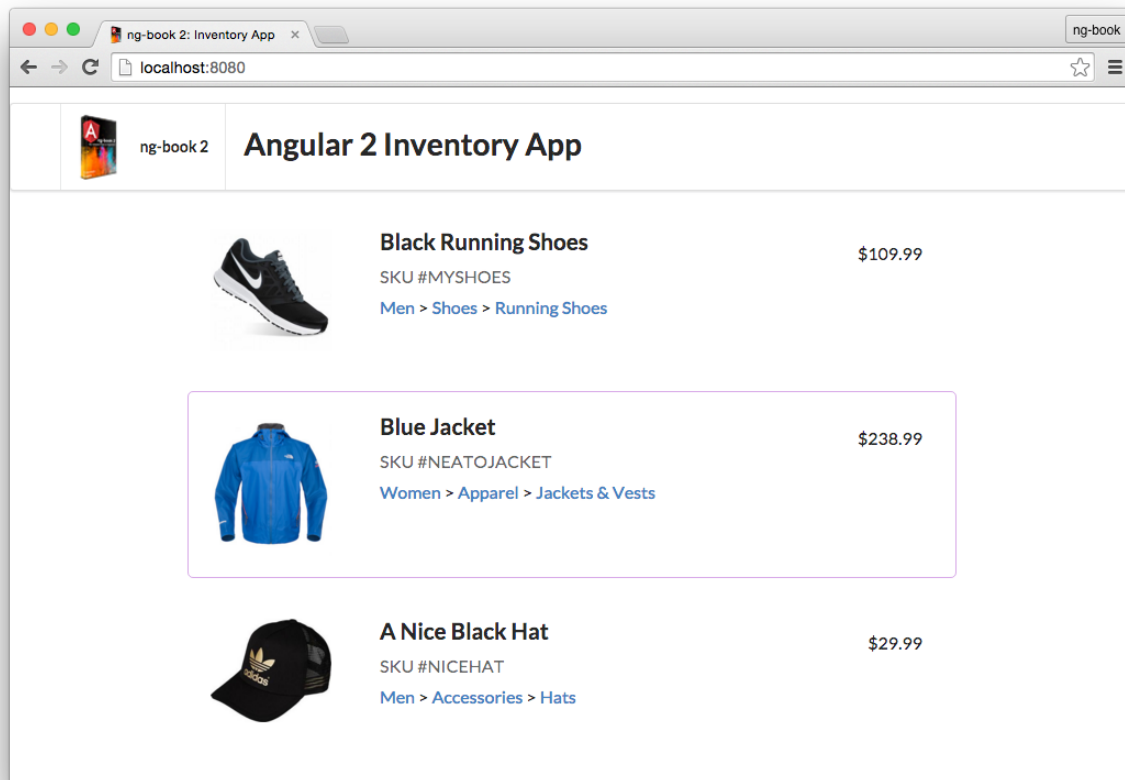 ng-book 2: Inventory App
ng-book
localhost:8080
ng-book 2
Angular 2 Inventory App
Black Running Shoes
$109.99
SKU #MYSHOES
Men > Shoes > Running Shoes
Blue Jacket
$238.99
SKU #NEATOJACKET
Women > Apparel > Jackets & Vests
A Nice Black Hat
$29.99
SKU #NICEHAT
Men > Accessories > Hats
adidas